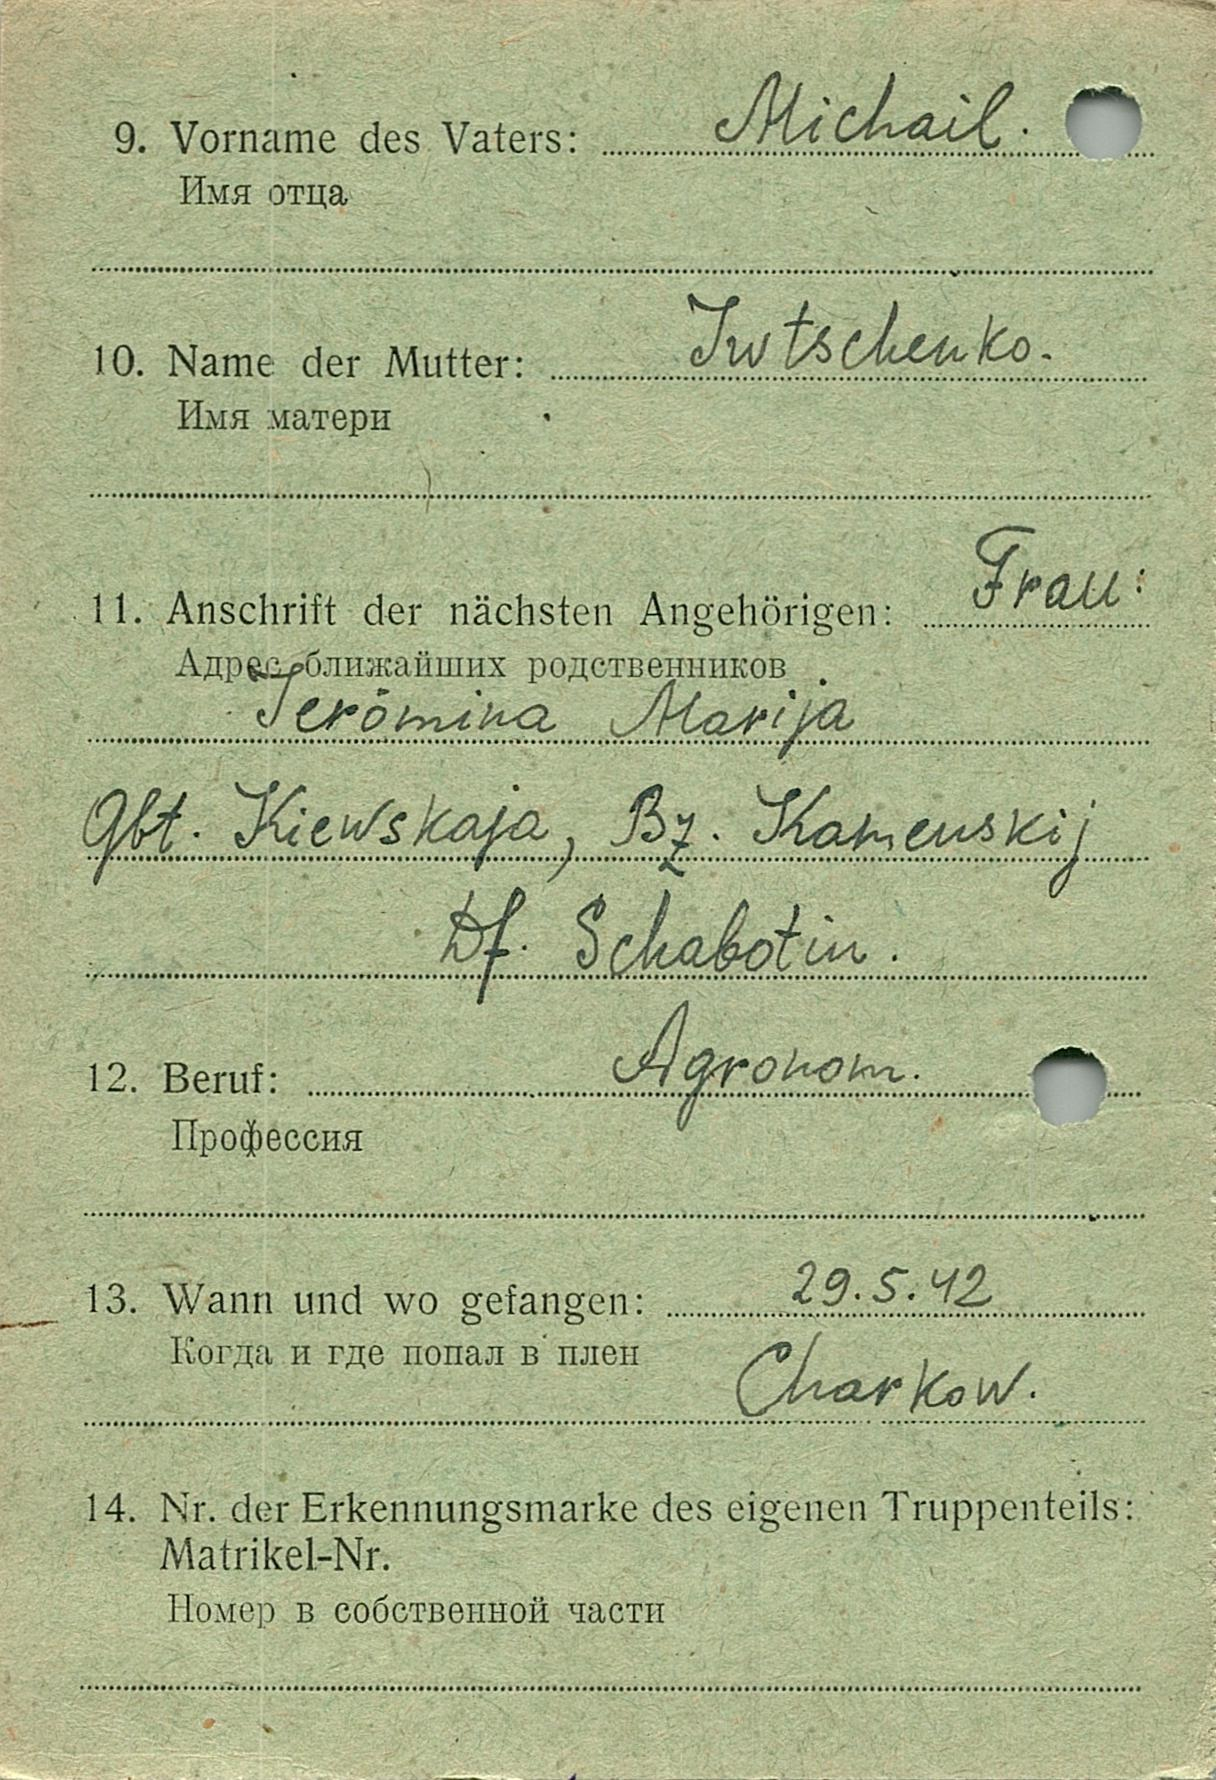 9. Vorname des Vaters: Michail.
Имя отца
10. Name der Mutter: Iwtschenko.
Имя матери
11. Anschrift der nächsten Angehörigen: Frau:
Адрес ближайших родственников
Jerömina Marija
Gbt. Kiewskaja, Bz. Kamenskij
Df. Schabotin.
12. Beruf: Agronom.
Профессия
13. Wann und wo gefangen: 29.5.42
Когда и где попал в плен
Charkow.
14. Nr. der Erkennungsmarke des eigenen Truppenteils:
Matrikel-Nr.
Номер в собственной части